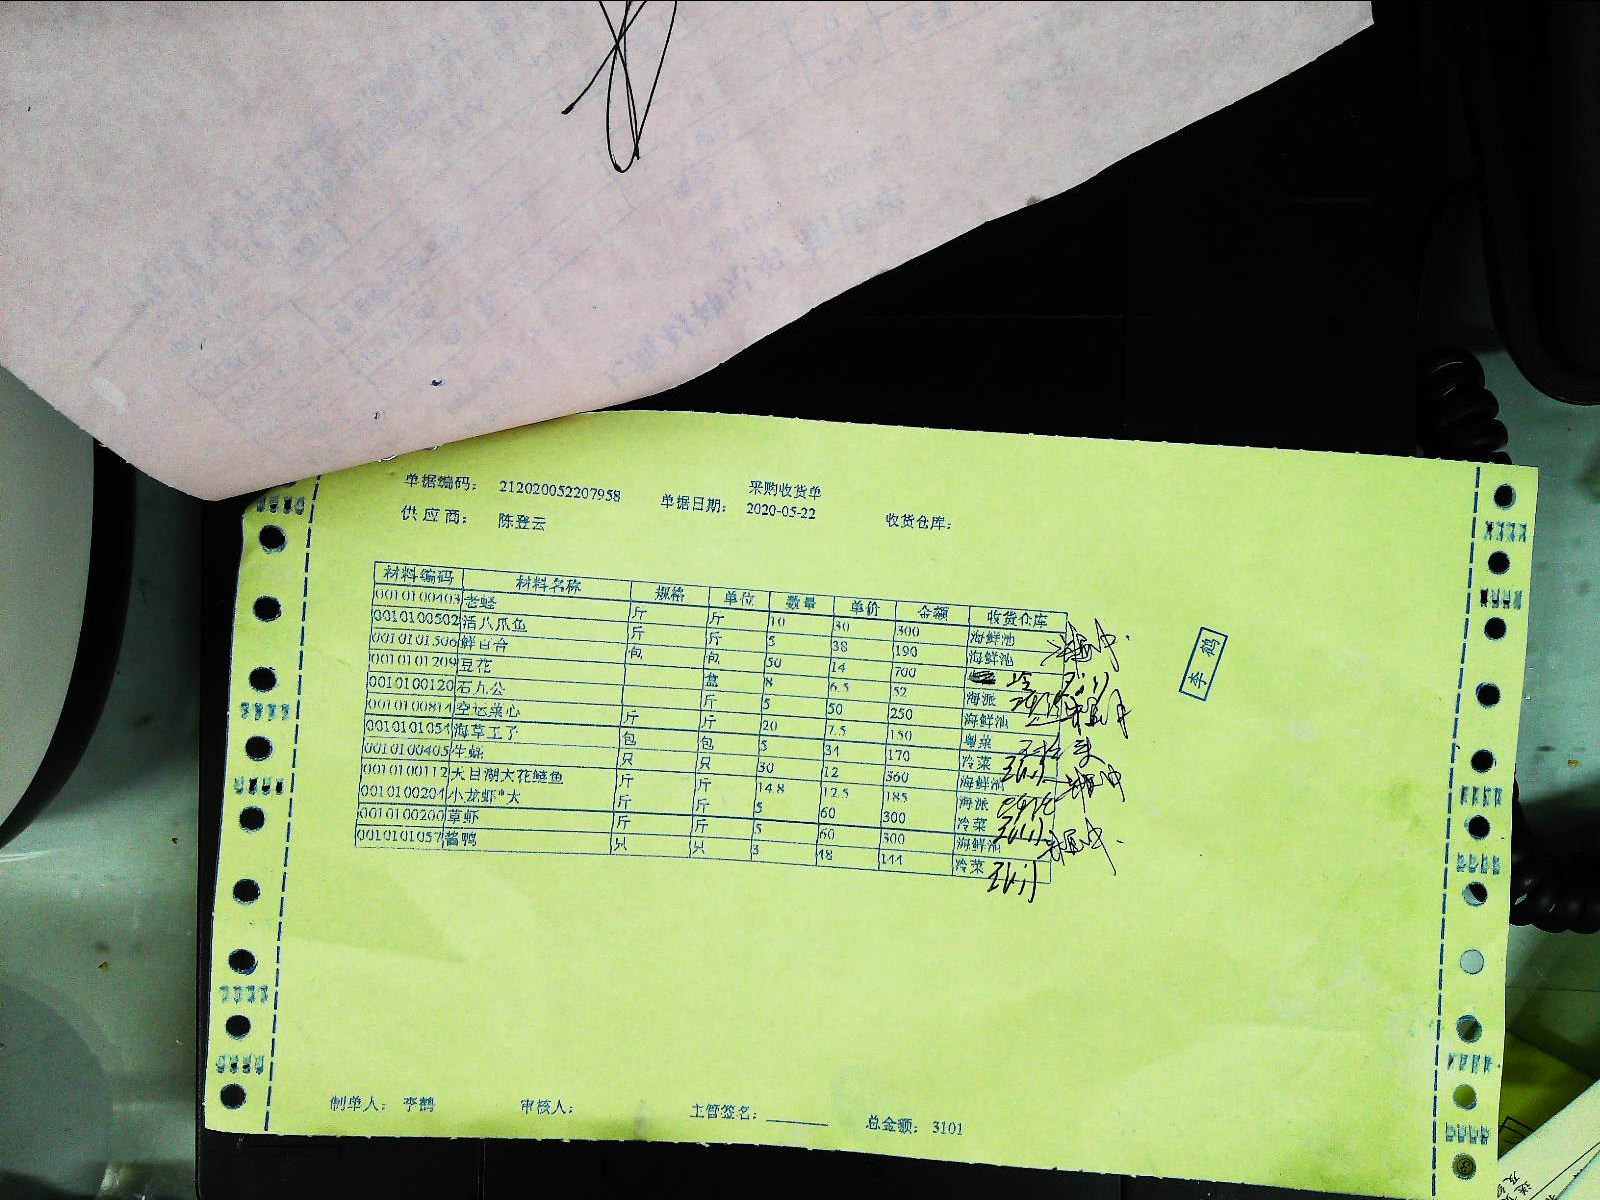 采购收货单
单据编码： 212020052207958 单据日期： 2020-05-22 收货仓库：
供应商： 陈登云
材料编码 材料名称 规格 单位 数量 单价 金额 收货仓库
0010100403 老蛏 斤 斤 10 30 300 海鲜池
0010100502 活八爪鱼 斤 斤 5 38 190 海鲜池
0010101506 鲜百合 包 包 50 14 700
0010101209 豆花 盒 8 6.5 52 海派
0010100120 石九公 斤 5 50 250 海鲜池
0010100814 空运菜心 斤 斤 20 7.5 150 粤菜
0010101054 海草王子 包 包 5 34 170 冷菜
0010100405 牛蛙 只 只 30 12 360 海鲜池
0010100112 天目湖大花鲢鱼 斤 斤 14.8 12.5 185 海派
0010100204 小龙虾*大 斤 斤 5 60 300 冷菜
0010100200 草虾 斤 斤 5 60 300 海鲜池
0010101057 酱鸭 只 只 3 48 144 冷菜
李鹤
制单人： 李鹤 审核人： 主管签名： 总金额： 3101